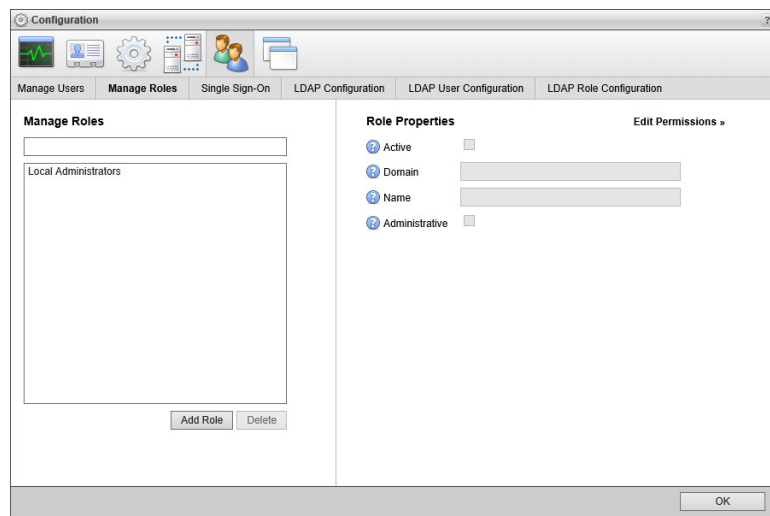 Configuration
?
Manage Users
Manage Roles
Single Sign-On
LDAP Configuration
LDAP User Configuration
LDAP Role Configuration
Manage Roles
Local Administrators
Add Role
Delete
Role Properties
Edit Permissions »
? Active
? Domain
? Name
? Administrative
OK